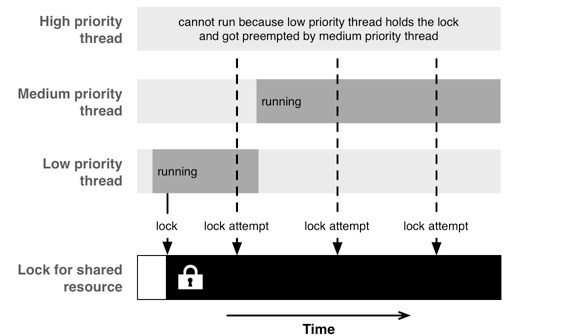 High priority
thread
cannot run because low priority thread holds the lock
and got preempted by medium priority thread
Medium priority
thread
running
Low priority
thread
running
lock
lock attempt
lock attempt
lock attempt
Lock for shared
resource
Time